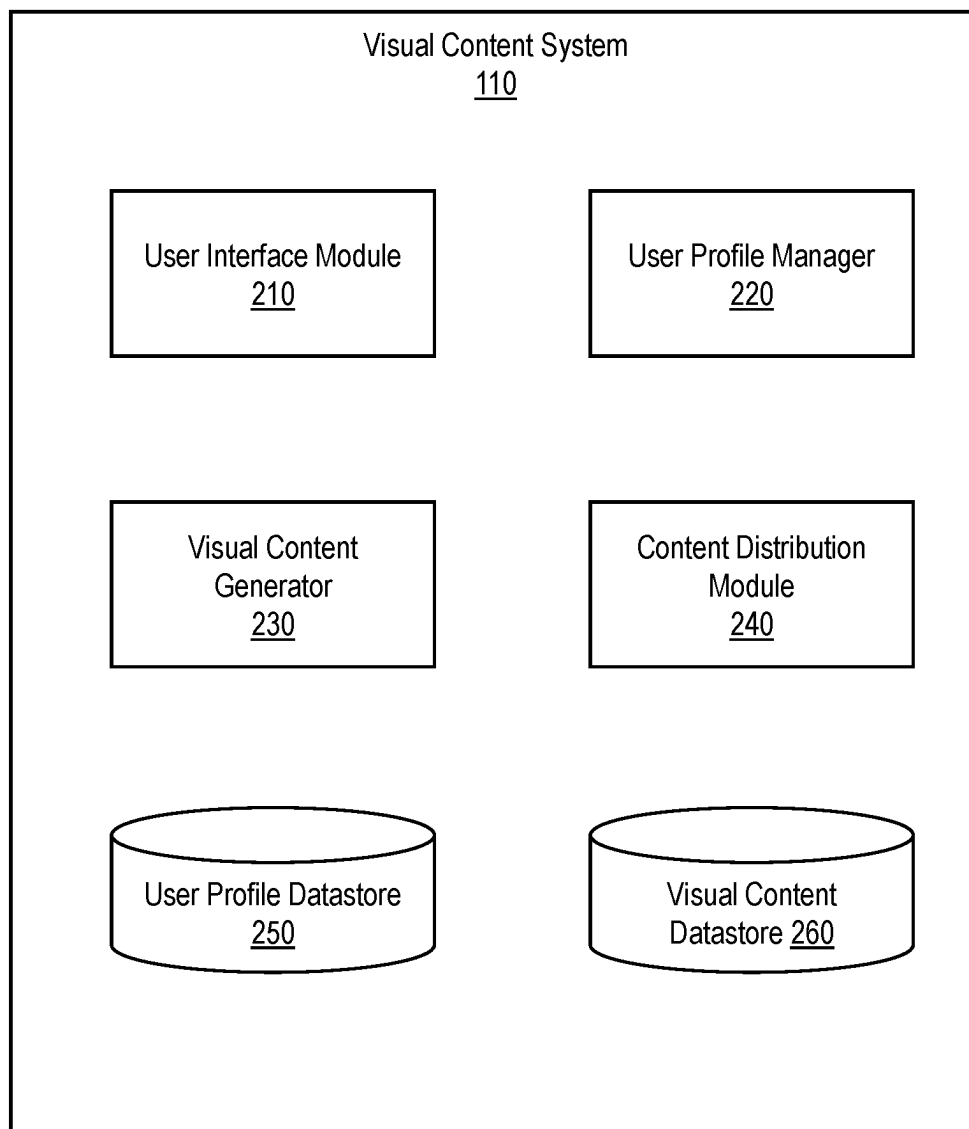 Visual Content System
110
User Interface Module
210
User Profile Manager
220
Visual Content
Generator
230
Content Distribution
Module
240
User Profile Datastore
250
Visual Content
Datastore 260